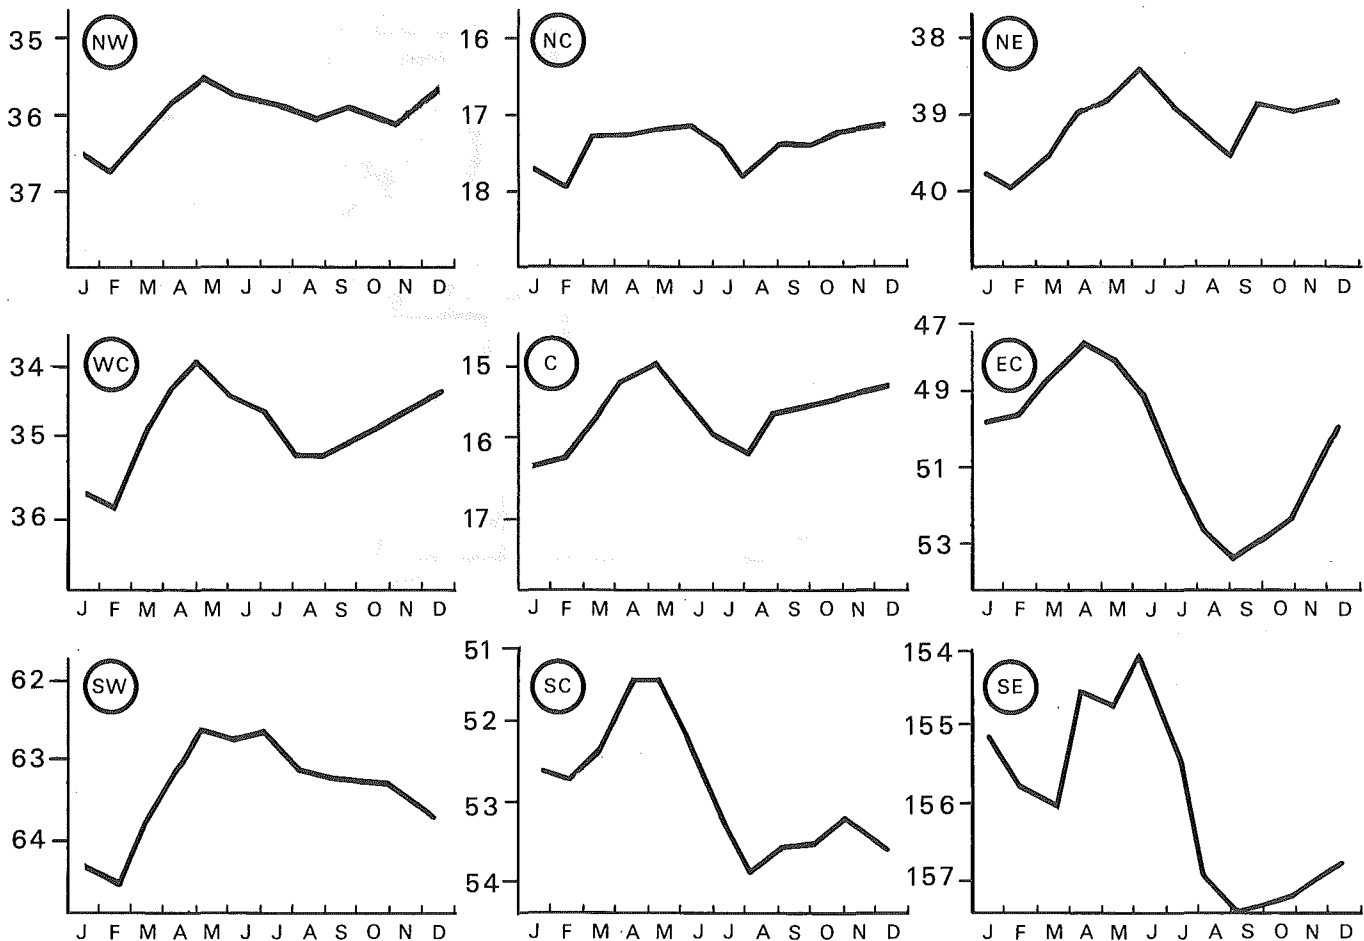 NW
35
36
37
J F M A M J J A S O N D
NC
16
17
18
J F M A M J J A S O N D
NE
38
39
40
J F M A M J J A S O N D
WC
34
35
36
J F M A M J J A S O N D
C
15
16
17
J F M A M J J A S O N D
EC
47
49
51
53
J F M A M J J A S O N D
SW
62
63
64
J F M A M J J A S O N D
SC
51
52
53
54
J F M A M J J A S O N D
SE
154
155
156
157
J F M A M J J A S O N D